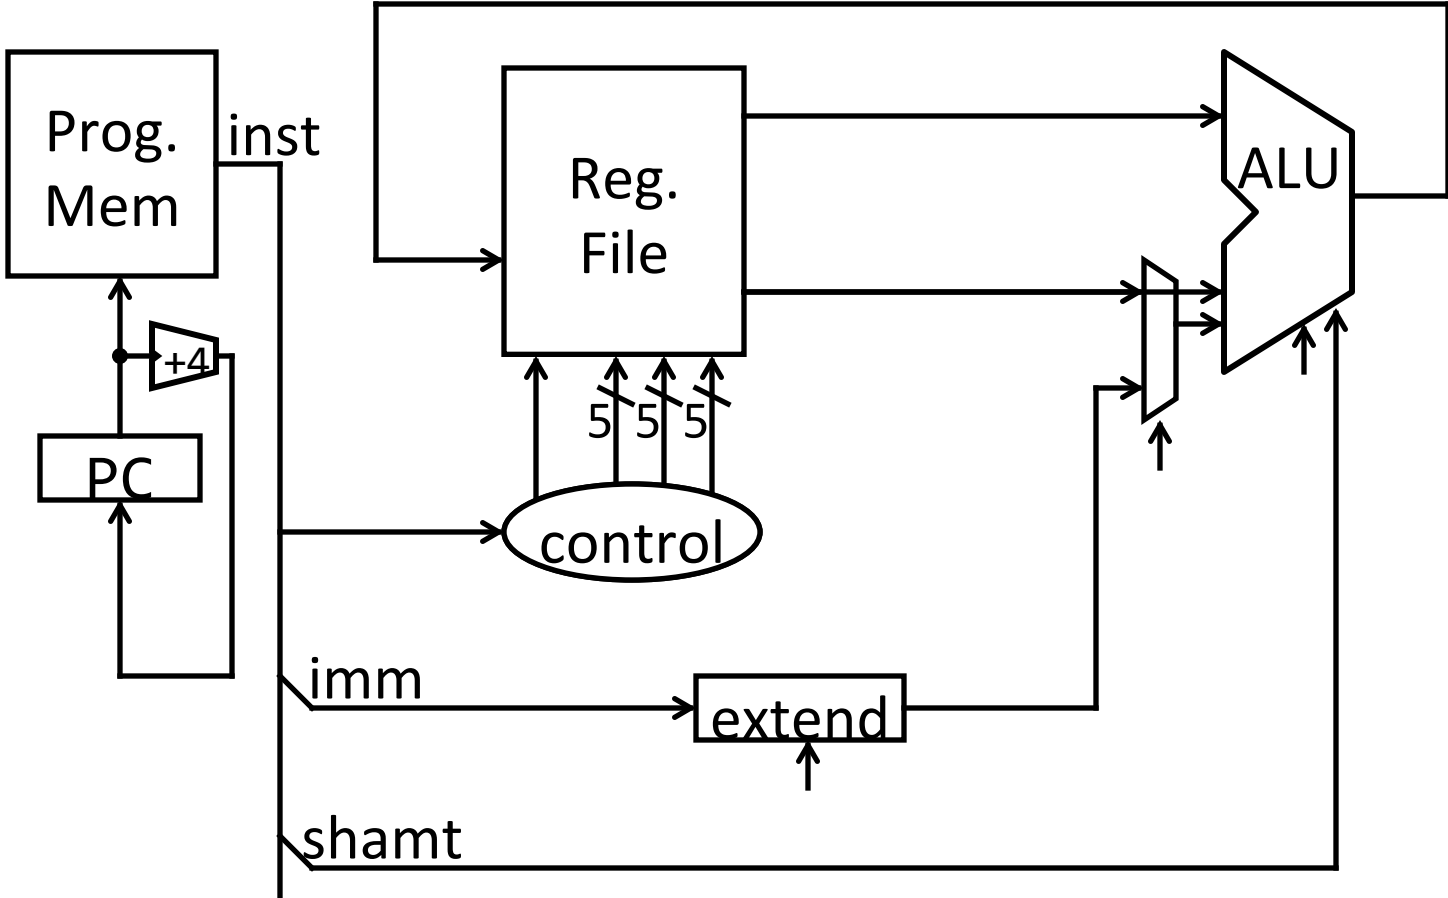 Prog.
Mem
inst
Reg.
File
ALU
+4
5 5 5
PC
control
imm
extend
shamt